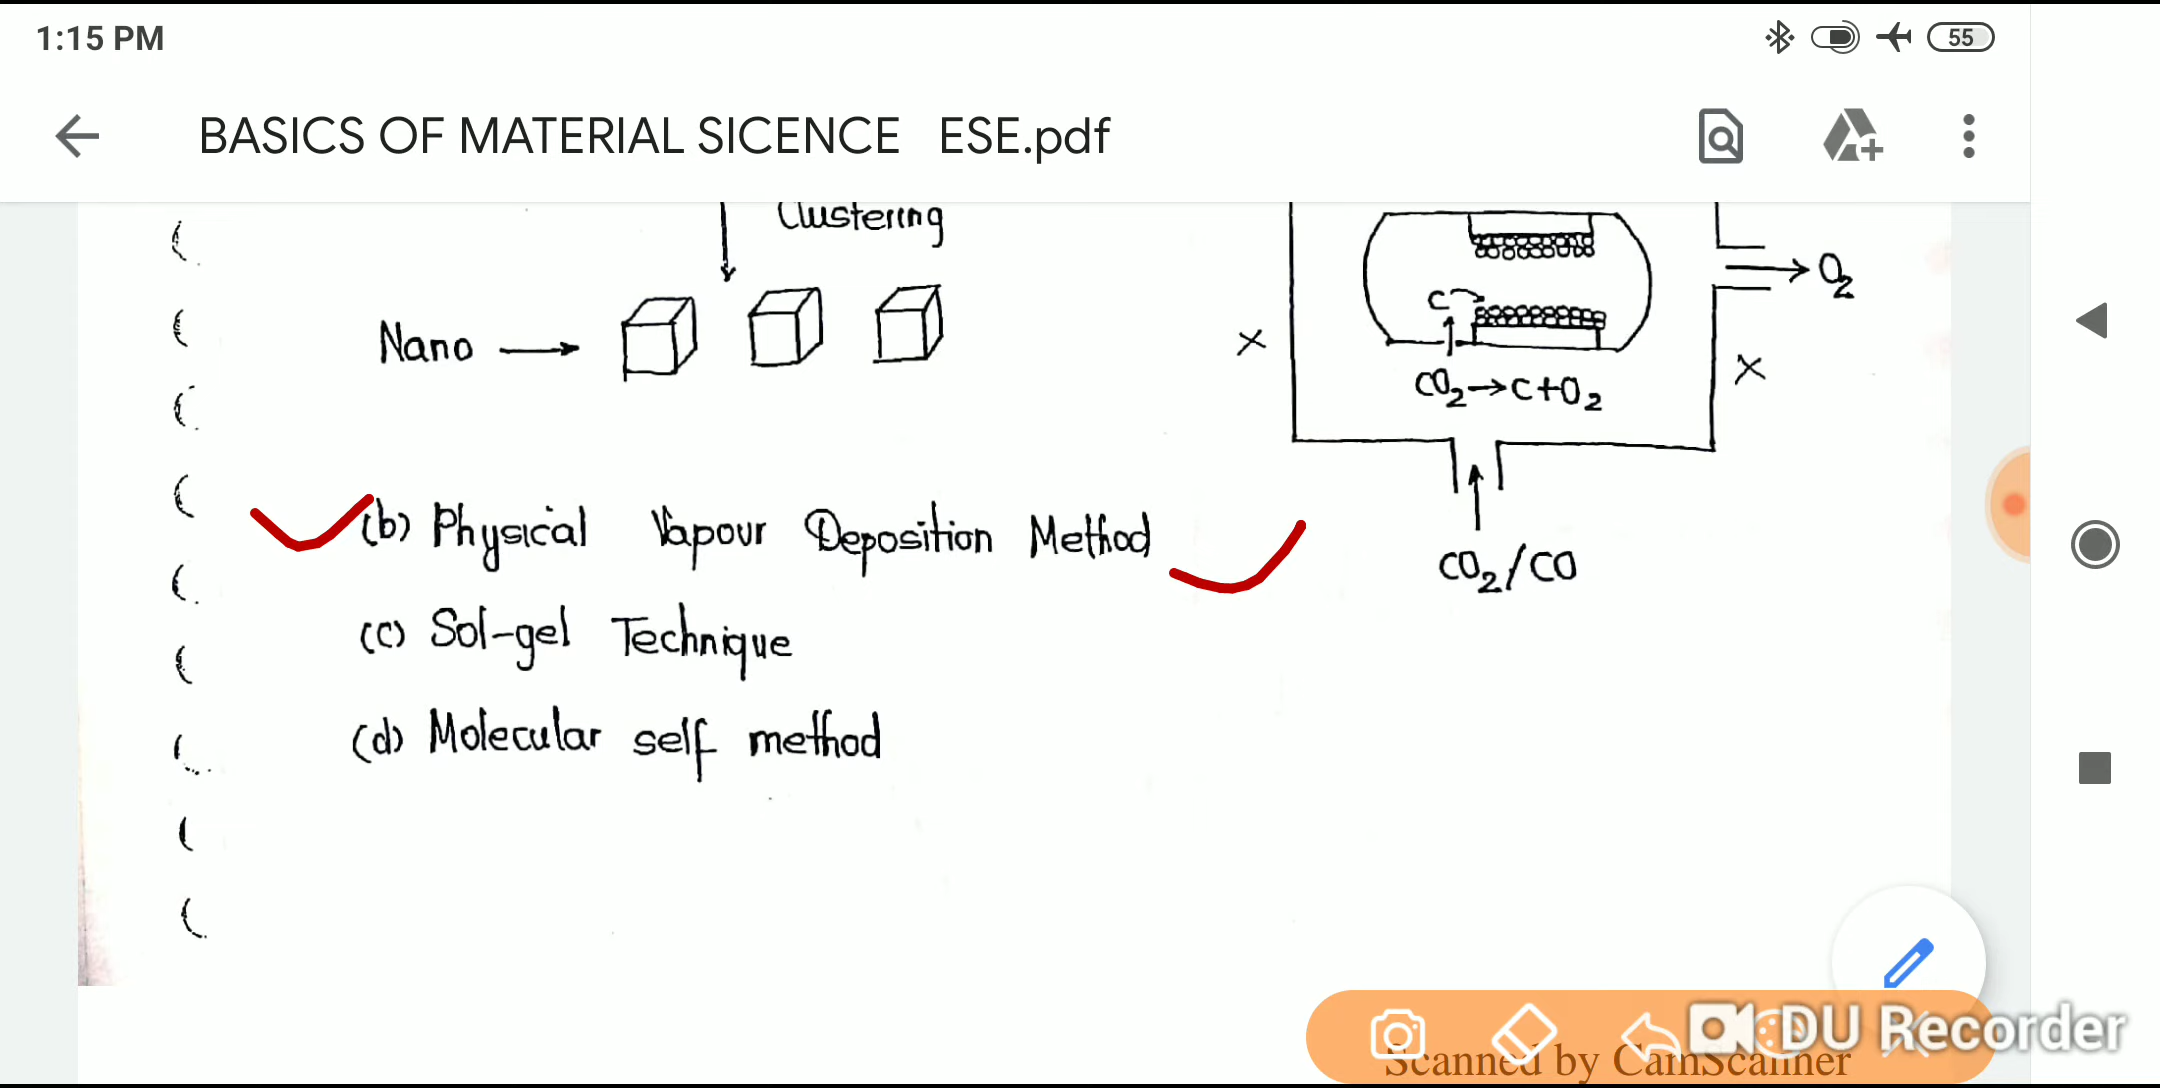 1:15 PM
55
BASICS OF MATERIAL SICENCE ESE.pdf
Clustering
Nano
O2
C
CO2→C+O2
(b) Physical Vapour Deposition Method
CO2/CO
(c) Sol-gel Technique
(d) Molecular self method
DU Recorder
Scanned by CamScanner